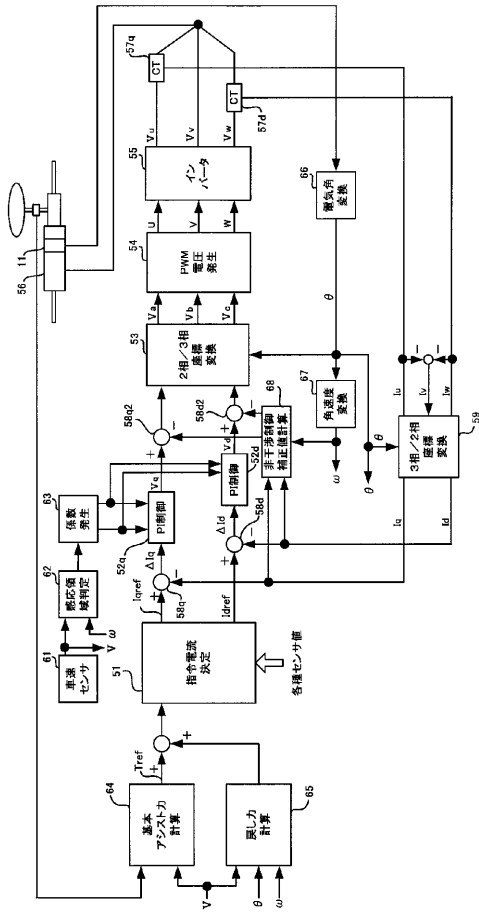 57q
CT
CT
57d
Vu
Vv
Vw
55
イン
バータ
u
v
w
54
PWM
電圧
発生
Va
Vb
Vc
53
2相/3相
座標
変換
56
11
66
電気角
変換
θ
67
角速度
変換
ω
θ
θ
58q2
58d2
+
−
+
−
68
非干渉制御
補正値計算
Vq
Vd
52q
PI制御
52d
PI制御
63
係数
発生
62
感応領
域判定
ω
61
車速
センサ
V
ΔIq
ΔId
58q
58d
+
−
+
−
Iqref
Idref
51
指令電流
決定
各種センサ値
Tref
+
+
64
基本
アシスト力
計算
65
戻し力
計算
V
θ
ω
Iu
Iv
Iw
−
−
59
3相/2相
座標
変換
Iq
Id